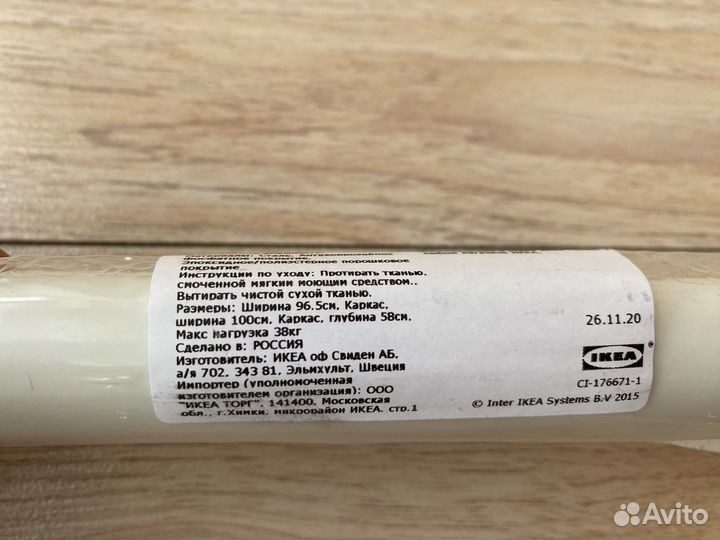 Эпоксидное/полиэстерное порошковое
покрытие
Инструкции по уходу: Протирать тканью,
смоченной мягким моющим средством..
Вытирать чистой сухой тканью.
Размеры: Ширина 96.5см, Каркас,
ширина 100см, Каркас, глубина 58см,
Макс нагрузка 38кг
Сделано в: РОССИЯ
Изготовитель: ИКЕА оф Свиден АБ,
а/я 702, 343 81, Эльмхульт, Швеция
Импортер (уполномоченная
изготовителем организация): ООО
"ИКЕА ТОРГ", 141400, Московская
обл., г.Химки, микрорайон ИКЕА, стр.1
26.11.20
IKEA ®
CI-176671-1
© Inter IKEA Systems B.V 2015
Avito